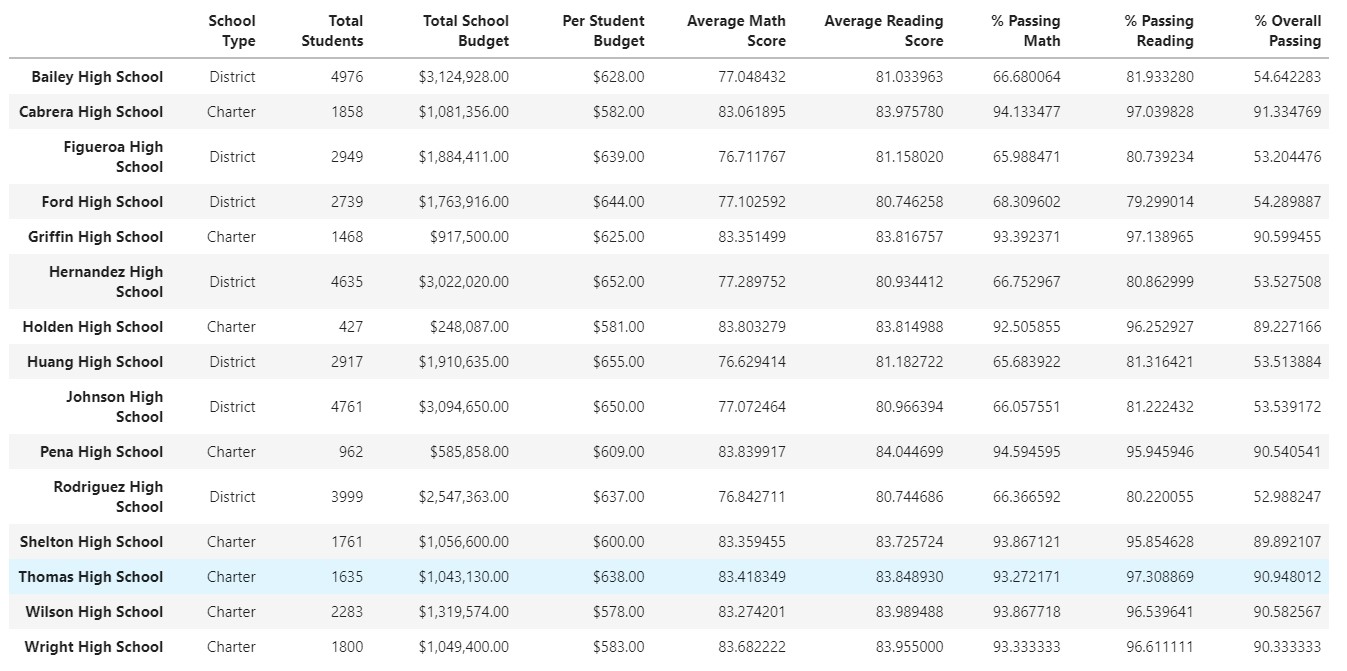 School Type Total Students Total School Budget Per Student Budget Average Math Score Average Reading Score % Passing Math % Passing Reading % Overall Passing
Bailey High School District 4976 $3,124,928.00 $628.00 77.048432 81.033963 66.680064 81.933280 54.642283
Cabrera High School Charter 1858 $1,081,356.00 $582.00 83.061895 83.975780 94.133477 97.039828 91.334769
Figueroa High School District 2949 $1,884,411.00 $639.00 76.711767 81.158020 65.988471 80.739234 53.204476
Ford High School District 2739 $1,763,916.00 $644.00 77.102592 80.746258 68.309602 79.299014 54.289887
Griffin High School Charter 1468 $917,500.00 $625.00 83.351499 83.816757 93.392371 97.138965 90.599455
Hernandez High School District 4635 $3,022,020.00 $652.00 77.289752 80.934412 66.752967 80.862999 53.527508
Holden High School Charter 427 $248,087.00 $581.00 83.803279 83.814988 92.505855 96.252927 89.227166
Huang High School District 2917 $1,910,635.00 $655.00 76.629414 81.182722 65.683922 81.316421 53.513884
Johnson High School District 4761 $3,094,650.00 $650.00 77.072464 80.966394 66.057551 81.222432 53.539172
Pena High School Charter 962 $585,858.00 $609.00 83.839917 84.044699 94.594595 95.945946 90.540541
Rodriguez High School District 3999 $2,547,363.00 $637.00 76.842711 80.744686 66.366592 80.220055 52.988247
Shelton High School Charter 1761 $1,056,600.00 $600.00 83.359455 83.725724 93.867121 95.854628 89.892107
Thomas High School Charter 1635 $1,043,130.00 $638.00 83.418349 83.848930 93.272171 97.308869 90.948012
Wilson High School Charter 2283 $1,319,574.00 $578.00 83.274201 83.989488 93.867718 96.539641 90.582567
Wright High School Charter 1800 $1,049,400.00 $583.00 83.682222 83.955000 93.333333 96.611111 90.333333